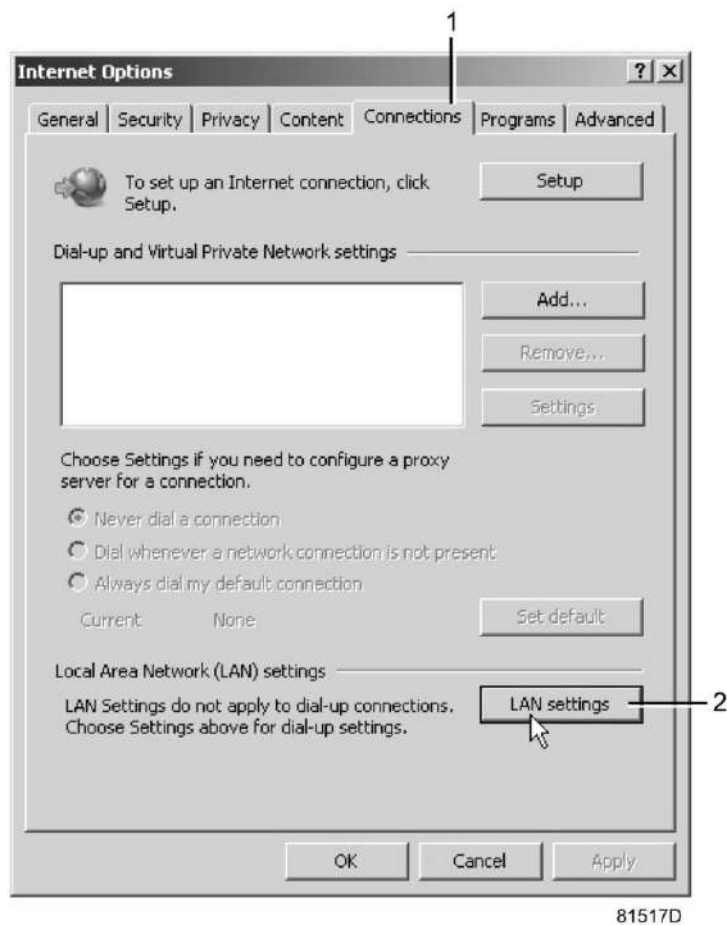 1
Internet Options
General Security Privacy Content Connections Programs Advanced
To set up an Internet connection, click
Setup.
Setup
Dial-up and Virtual Private Network settings
Add...
Remove...
Settings
Choose Settings if you need to configure a proxy
server for a connection.
Never dial a connection
Dial whenever a network connection is not present
Always dial my default connection
Current None
Set default
Local Area Network (LAN) settings
LAN Settings do not apply to dial-up connections.
Choose Settings above for dial-up settings.
LAN settings
2
OK Cancel Apply
81517D